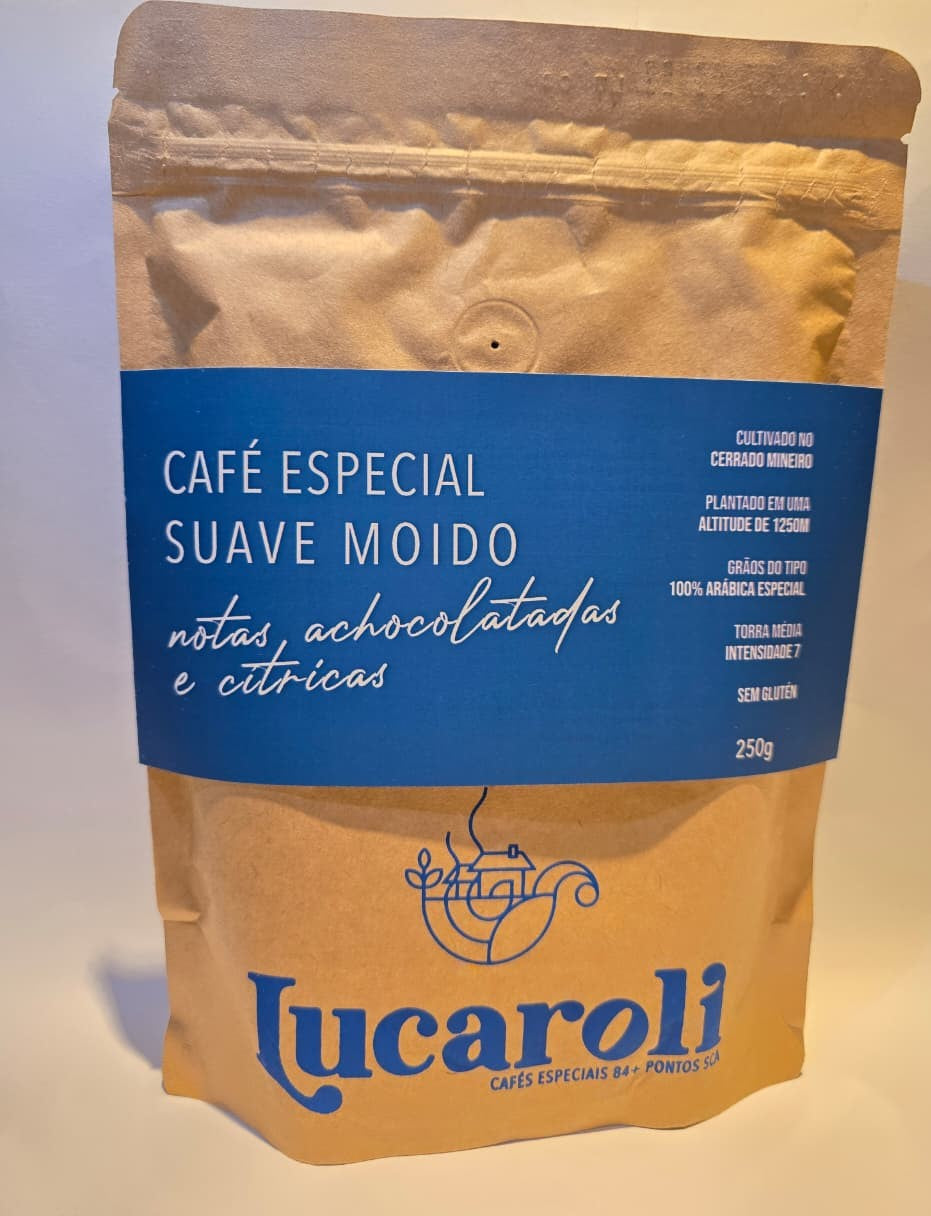 CAFÉ ESPECIAL
SUAVE MOIDO
notas achocolatadas
e cítricas
CULTIVADO NO
CERRADO MINEIRO
PLANTADO EM UMA
ALTITUDE DE 1250M
GRÃOS DO TIPO
100% ARÁBICA ESPECIAL
TORRA MÉDIA
INTENSIDADE 7
SEM GLUTÉN
250g
Lucaroli
CAFÉS ESPECIAIS 84+ PONTOS SCA